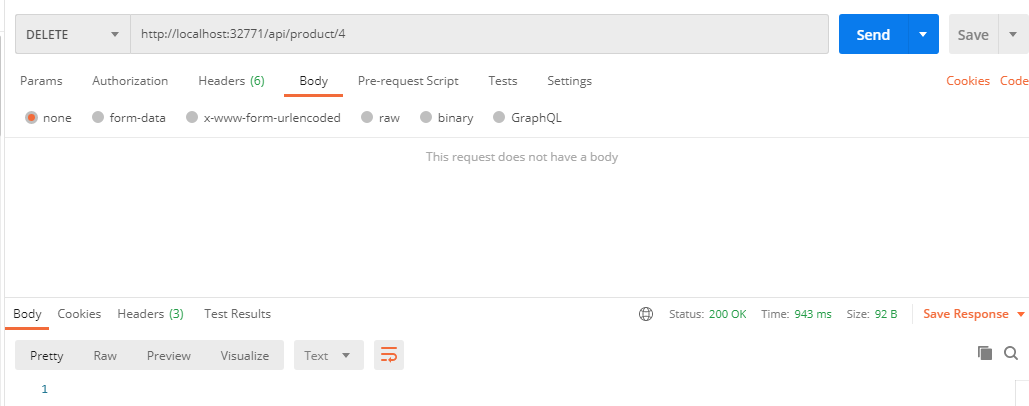 DELETE http://localhost:32771/api/product/4 Send Save
Params Authorization Headers (6) Body Pre-request Script Tests Settings Cookies Code
none form-data x-www-form-urlencoded raw binary GraphQL
This request does not have a body
Body Cookies Headers (3) Test Results Status: 200 OK Time: 943 ms Size: 92 B Save Response
Pretty Raw Preview Visualize Text
1